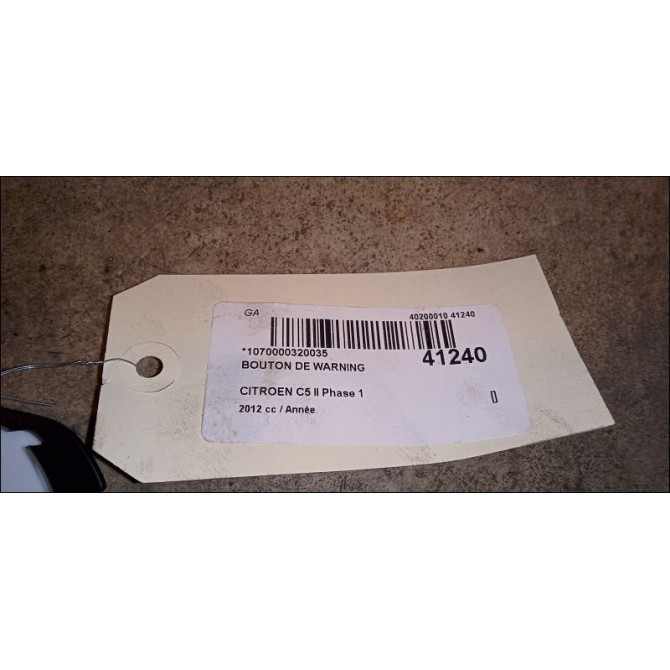 GA 40200010 41240
*1070000320035 41240
BOUTON DE WARNING
CITROEN C5 II Phase 1
2012 cc / Année D